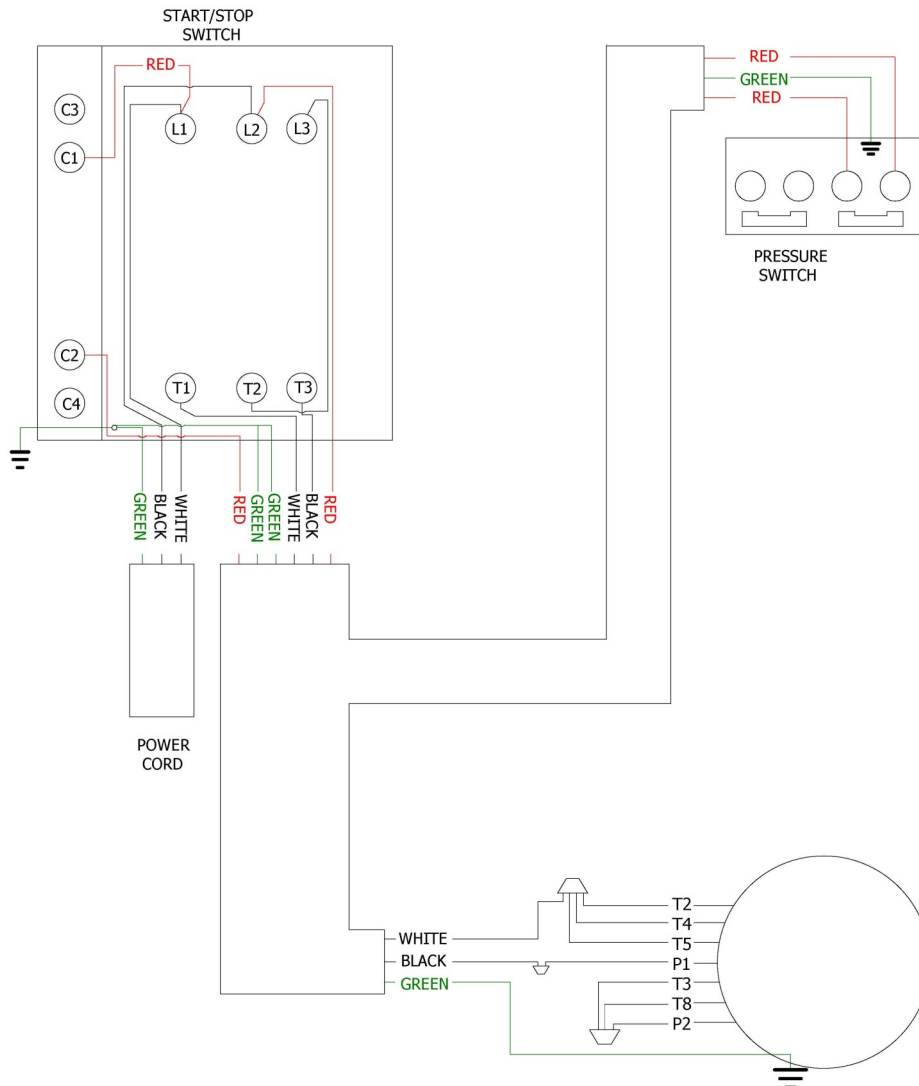 START/STOP
SWITCH
RED
C3
L1
L2
L3
C1
C2
T1
T2
T3
C4
GREEN
BLACK
WHITE
RED
GREEN
GREEN
WHITE
BLACK
RED
POWER
CORD
RED
GREEN
RED
PRESSURE
SWITCH
WHITE
BLACK
GREEN
T2
T4
T5
P1
T3
T8
P2